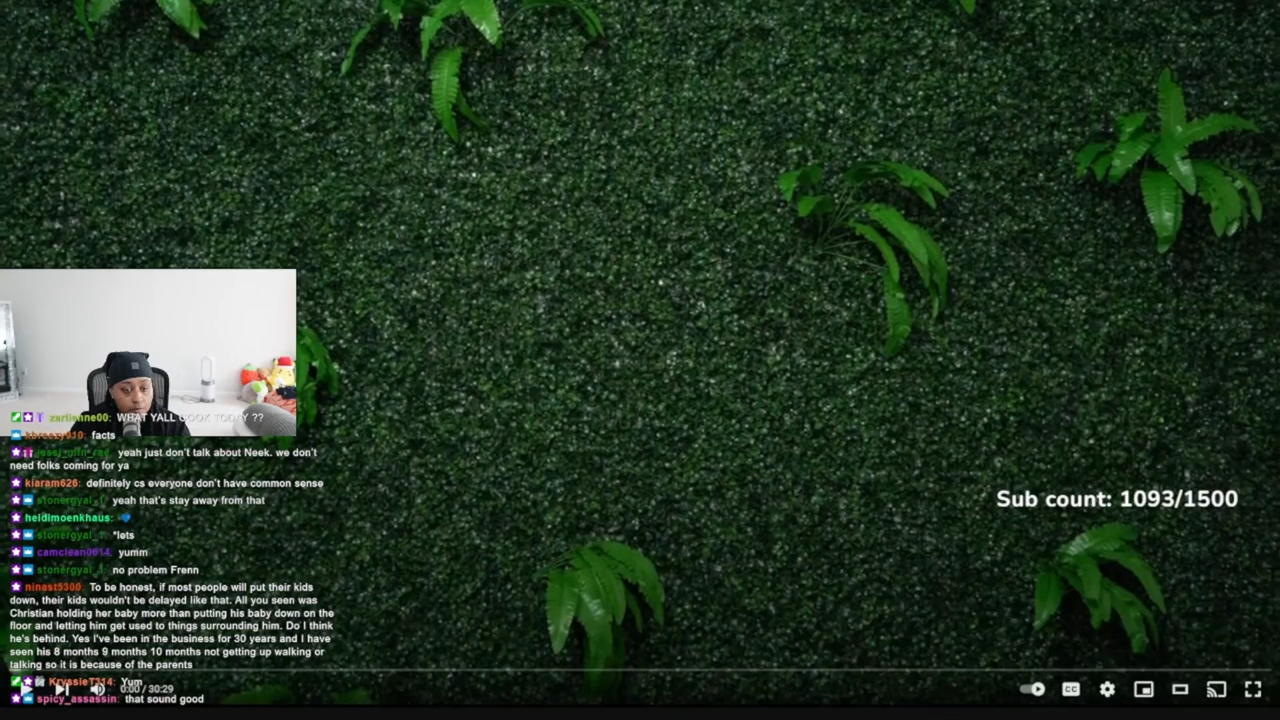 zartienne00: WHAT YALL COOK TODAY ??
kbreezy910: facts
yeah just don't talk about Neek. we don't
need folks coming for ya
kiaram626: definitely cs everyone don't have common sense
stonergyal_1: yeah that's stay away from that
heidimoenkhaus:
stonergyal_1: *lets
camclean0614: yumm
stonergyal_1: no problem Frenn
ninast5300: To be honest, if most people will put their kids
down, their kids wouldn't be delayed like that. All you seen was
Christian holding her baby more than putting his baby down on the
floor and letting him get used to things surrounding him. Do I think
he's behind. Yes I've been in the business for 30 years and I have
seen his 8 months 9 months 10 months not getting up walking or
talking so it is because of the parents
KryssieT314: Yum
spicy_assassin: that sound good
0:00 / 30:29
Sub count: 1093/1500
CC